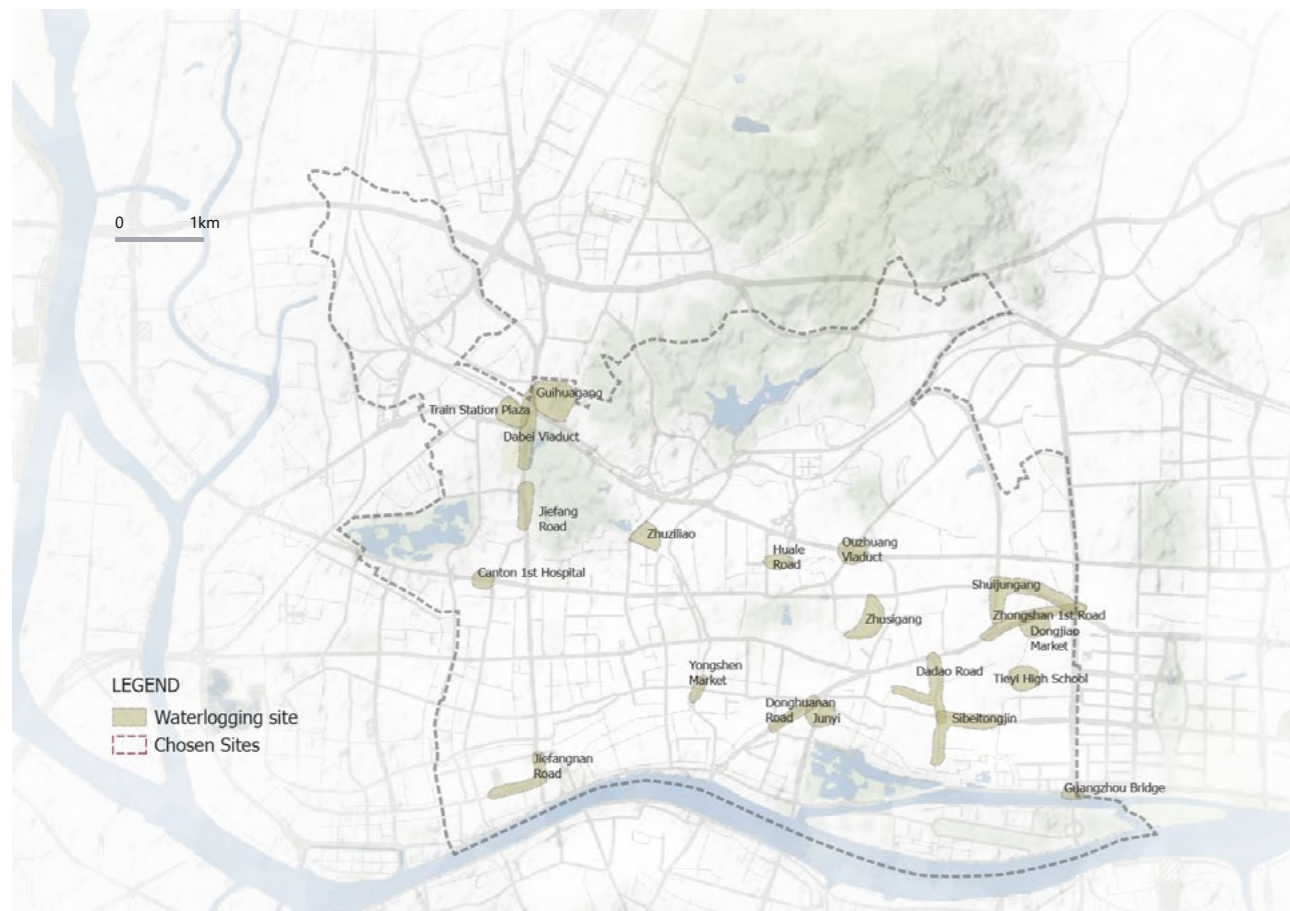 0 1km
Guihuagang
Train Station Plaza
Dabei Viaduct
Jiefang
Road
Zhuziliao
Huale
Road
Ouzhuang
Viaduct
Canton 1st Hospital
Shuijungang
Zhongshan 1st Road
Dongjiao
Market
Zhusigang
Yongshen
Market
Dadao Road
Tieyi High School
Donghuanan
Road
Junyi
Sibeitongjin
Jiefangnan
Road
Guangzhou Bridge
LEGEND
Waterlogging site
Chosen Sites